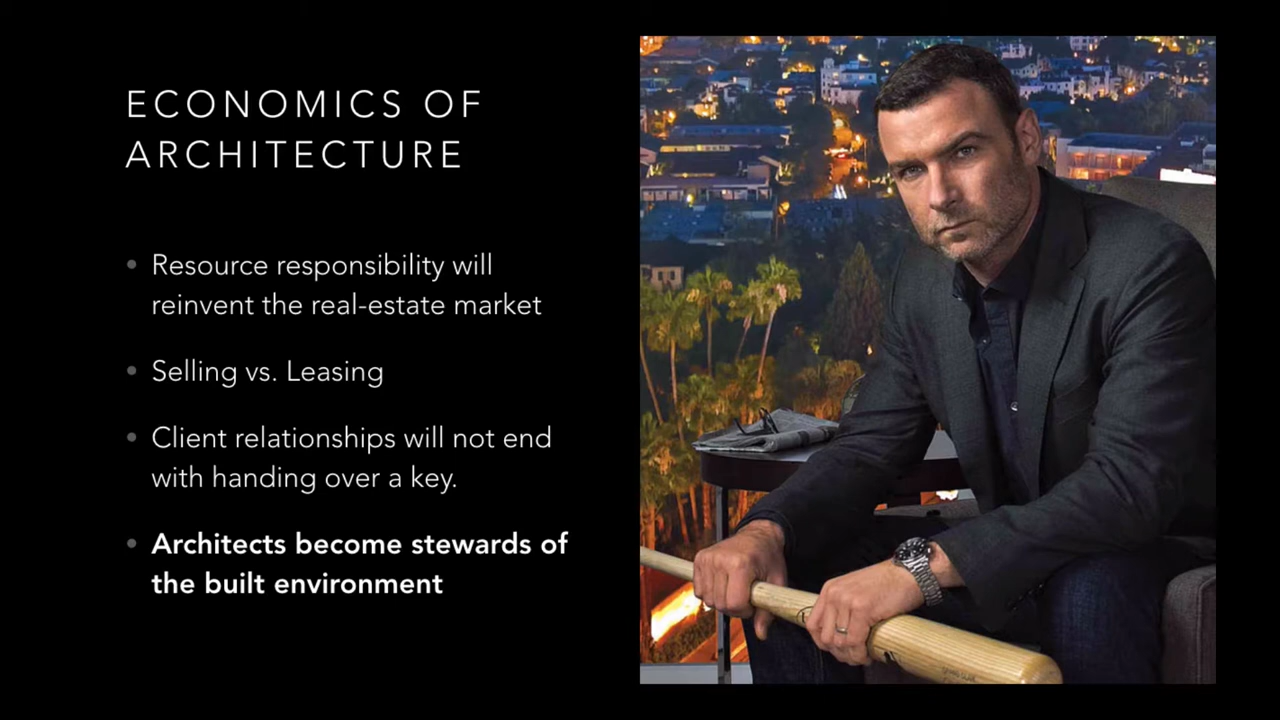 ECONOMICS OF
ARCHITECTURE
• Resource responsibility will
reinvent the real-estate market
• Selling vs. Leasing
• Client relationships will not end
with handing over a key.
• Architects become stewards of
the built environment